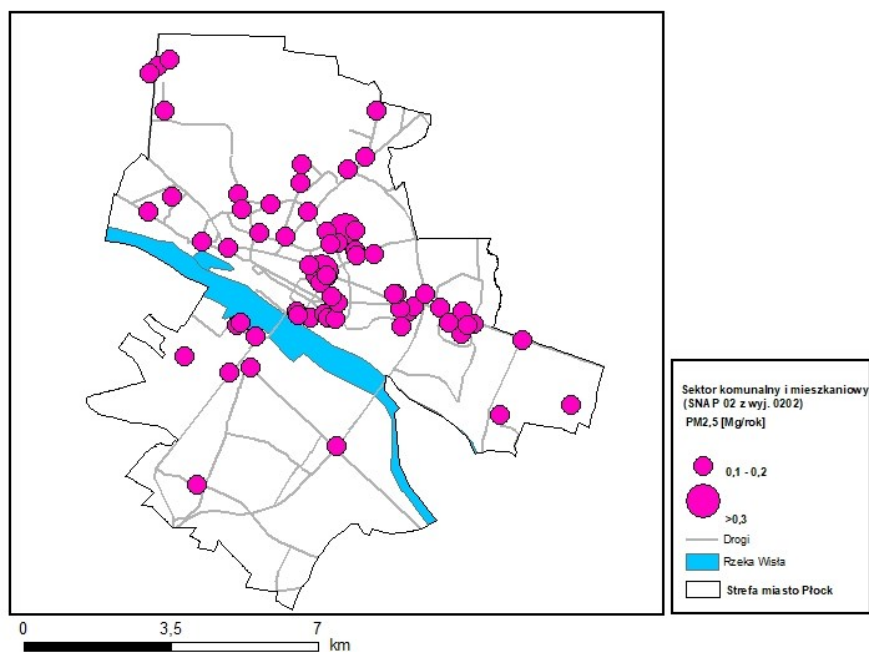 Sektor komunalny i mieszkaniowy
(SNAP 02 z wyj. 0202)
PM2,5 [Mg/rok]
0,1 - 0,2
>0,3
Drogi
Rzeka Wisła
Strefa miasto Płock
0 3,5 7
km